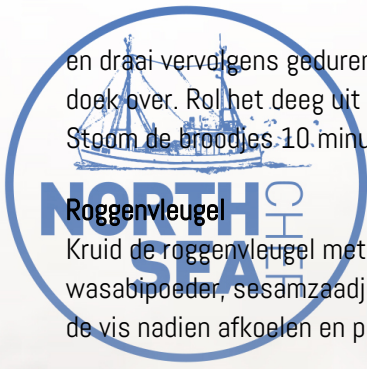 en draai vervolgens gedure
doek over. Rol het deeg uit
Stoom de broodjes 10 minu
Roggenvleugel
Kruid de roggenvleugel met
wasabipoeder, sesamzaadj
de vis nadien afkoelen en p
NORTH
SEA
CHEF